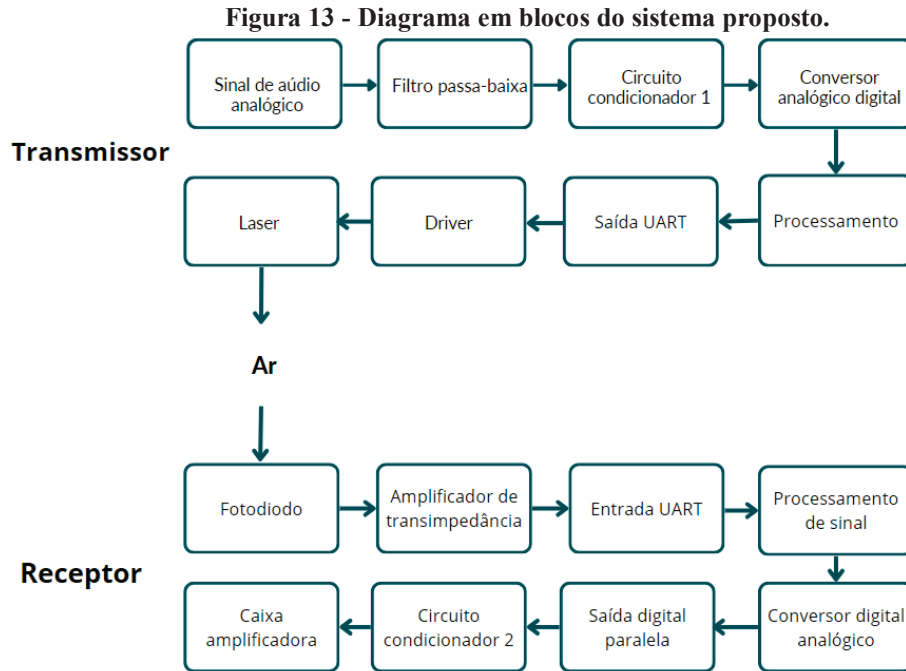 Figura 13 - Diagrama em blocos do sistema proposto.
Sinal de aúdio
analógico
Filtro passa-baixa
Circuito
condicionador 1
Conversor
analógico digital
Transmissor
Laser
Driver
Saída UART
Processamento
Ar
Fotodiodo
Amplificador de
transimpedância
Entrada UART
Processamento
de sinal
Receptor
Caixa
amplificadora
Circuito
condicionador 2
Saída digital
paralela
Conversor digital
analógico